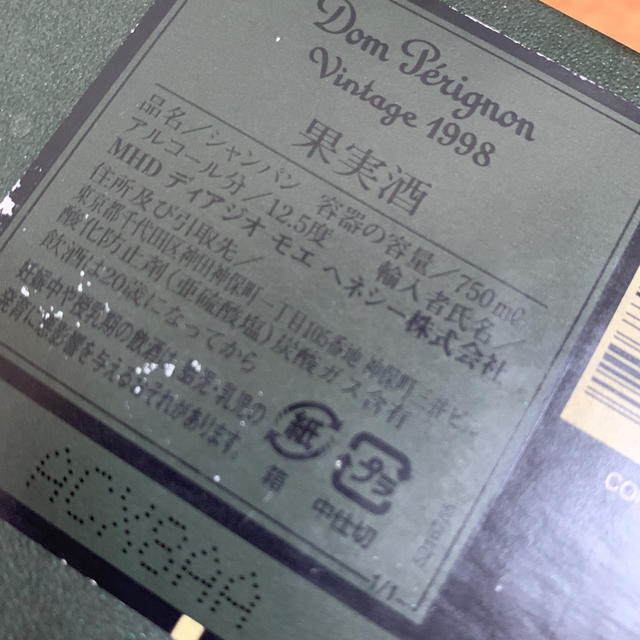 Dom Pérignon
Vintage 1998
果実酒
品名／シャンパン 容器の容量／750mℓ
アルコール分／12.5度 輸入者氏名／
MHD ディアジオ モエ ヘネシー株式会社
住所及び引取先／
東京都千代田区神田神保町一丁目105番地 神保町三井ビル
酸化防止剤(亜硫酸塩)炭酸ガス含有
飲酒は20歳になってから
妊娠中や授乳期の飲酒は、胎児・乳児の
発育に悪影響を与えるおそれがあります
紙
プラ
箱 中仕切
1/1
CO